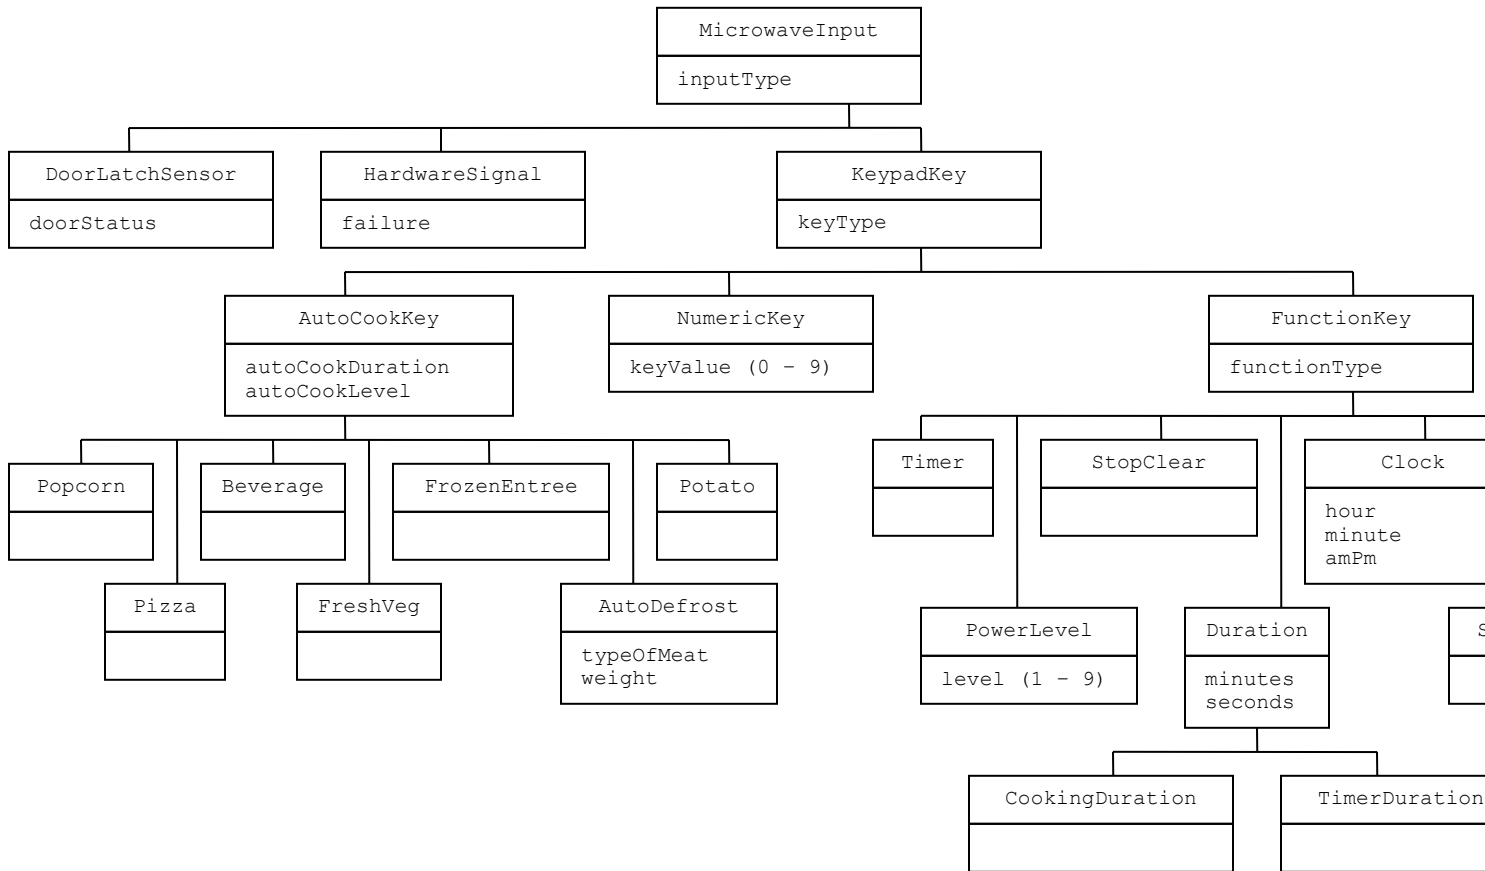 MicrowaveInput
inputType
DoorLatchSensor
doorStatus
HardwareSignal
failure
KeypadKey
keyType
AutoCookKey
autoCookDuration
autoCookLevel
NumericKey
keyValue (0 – 9)
FunctionKey
functionType
Popcorn
Beverage
FrozenEntree
Potato
Pizza
FreshVeg
AutoDefrost
typeOfMeat
weight
Timer
StopClear
Clock
hour
minute
amPm
PowerLevel
level (1 – 9)
Duration
minutes
seconds
CookingDuration
TimerDuration